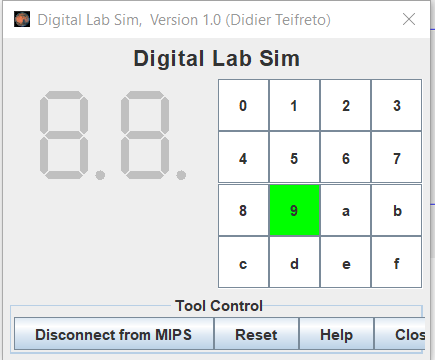 Digital Lab Sim, Version 1.0 (Didier Teifreto)
Digital Lab Sim
0 1 2 3
4 5 6 7
8 9 a b
c d e f
Tool Control
Disconnect from MIPS Reset Help Clos